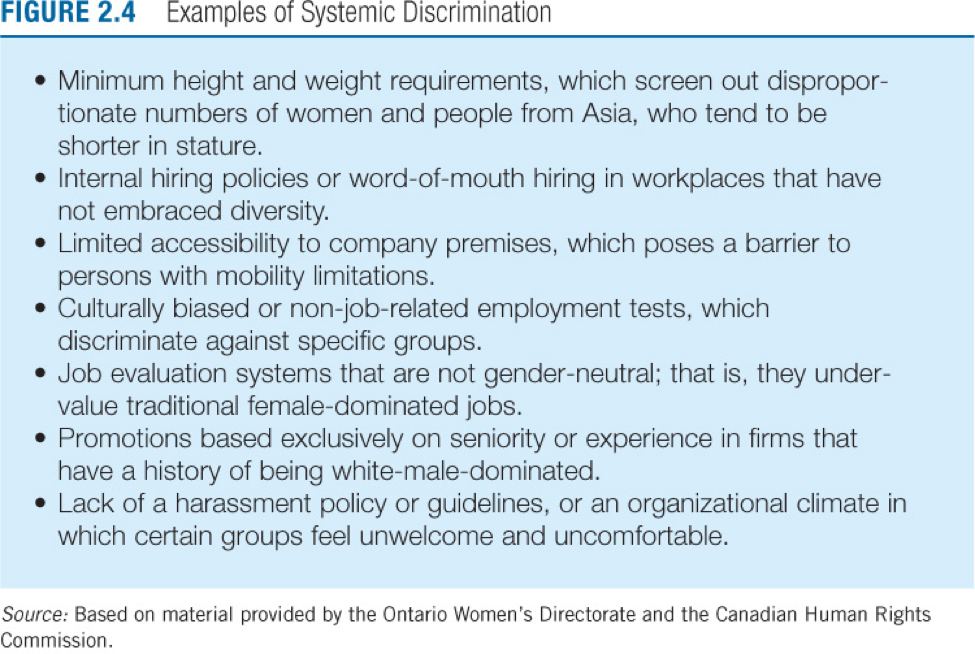 FIGURE 2.4 Examples of Systemic Discrimination
• Minimum height and weight requirements, which screen out dispropor-
tionate numbers of women and people from Asia, who tend to be
shorter in stature.
• Internal hiring policies or word-of-mouth hiring in workplaces that have
not embraced diversity.
• Limited accessibility to company premises, which poses a barrier to
persons with mobility limitations.
• Culturally biased or non-job-related employment tests, which
discriminate against specific groups.
• Job evaluation systems that are not gender-neutral; that is, they under-
value traditional female-dominated jobs.
• Promotions based exclusively on seniority or experience in firms that
have a history of being white-male-dominated.
• Lack of a harassment policy or guidelines, or an organizational climate in
which certain groups feel unwelcome and uncomfortable.
Source: Based on material provided by the Ontario Women’s Directorate and the Canadian Human Rights
Commission.